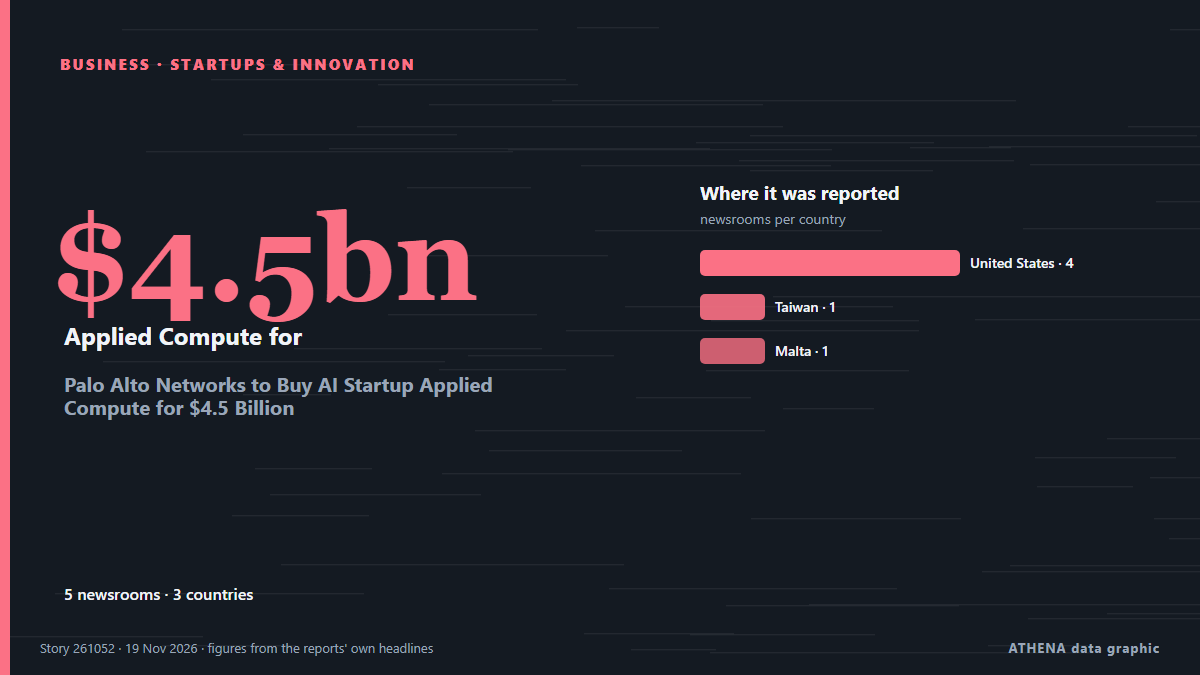 BUSINESS · STARTUPS & INNOVATION
$4.5bn
Applied Compute for
Palo Alto Networks to Buy AI Startup Applied
Compute for $4.5 Billion
Where it was reported
newsrooms per country
United States · 4
Taiwan · 1
Malta · 1
5 newsrooms · 3 countries
Story 261052 · 19 Nov 2026 · figures from the reports' own headlines
ATHENA data graphic